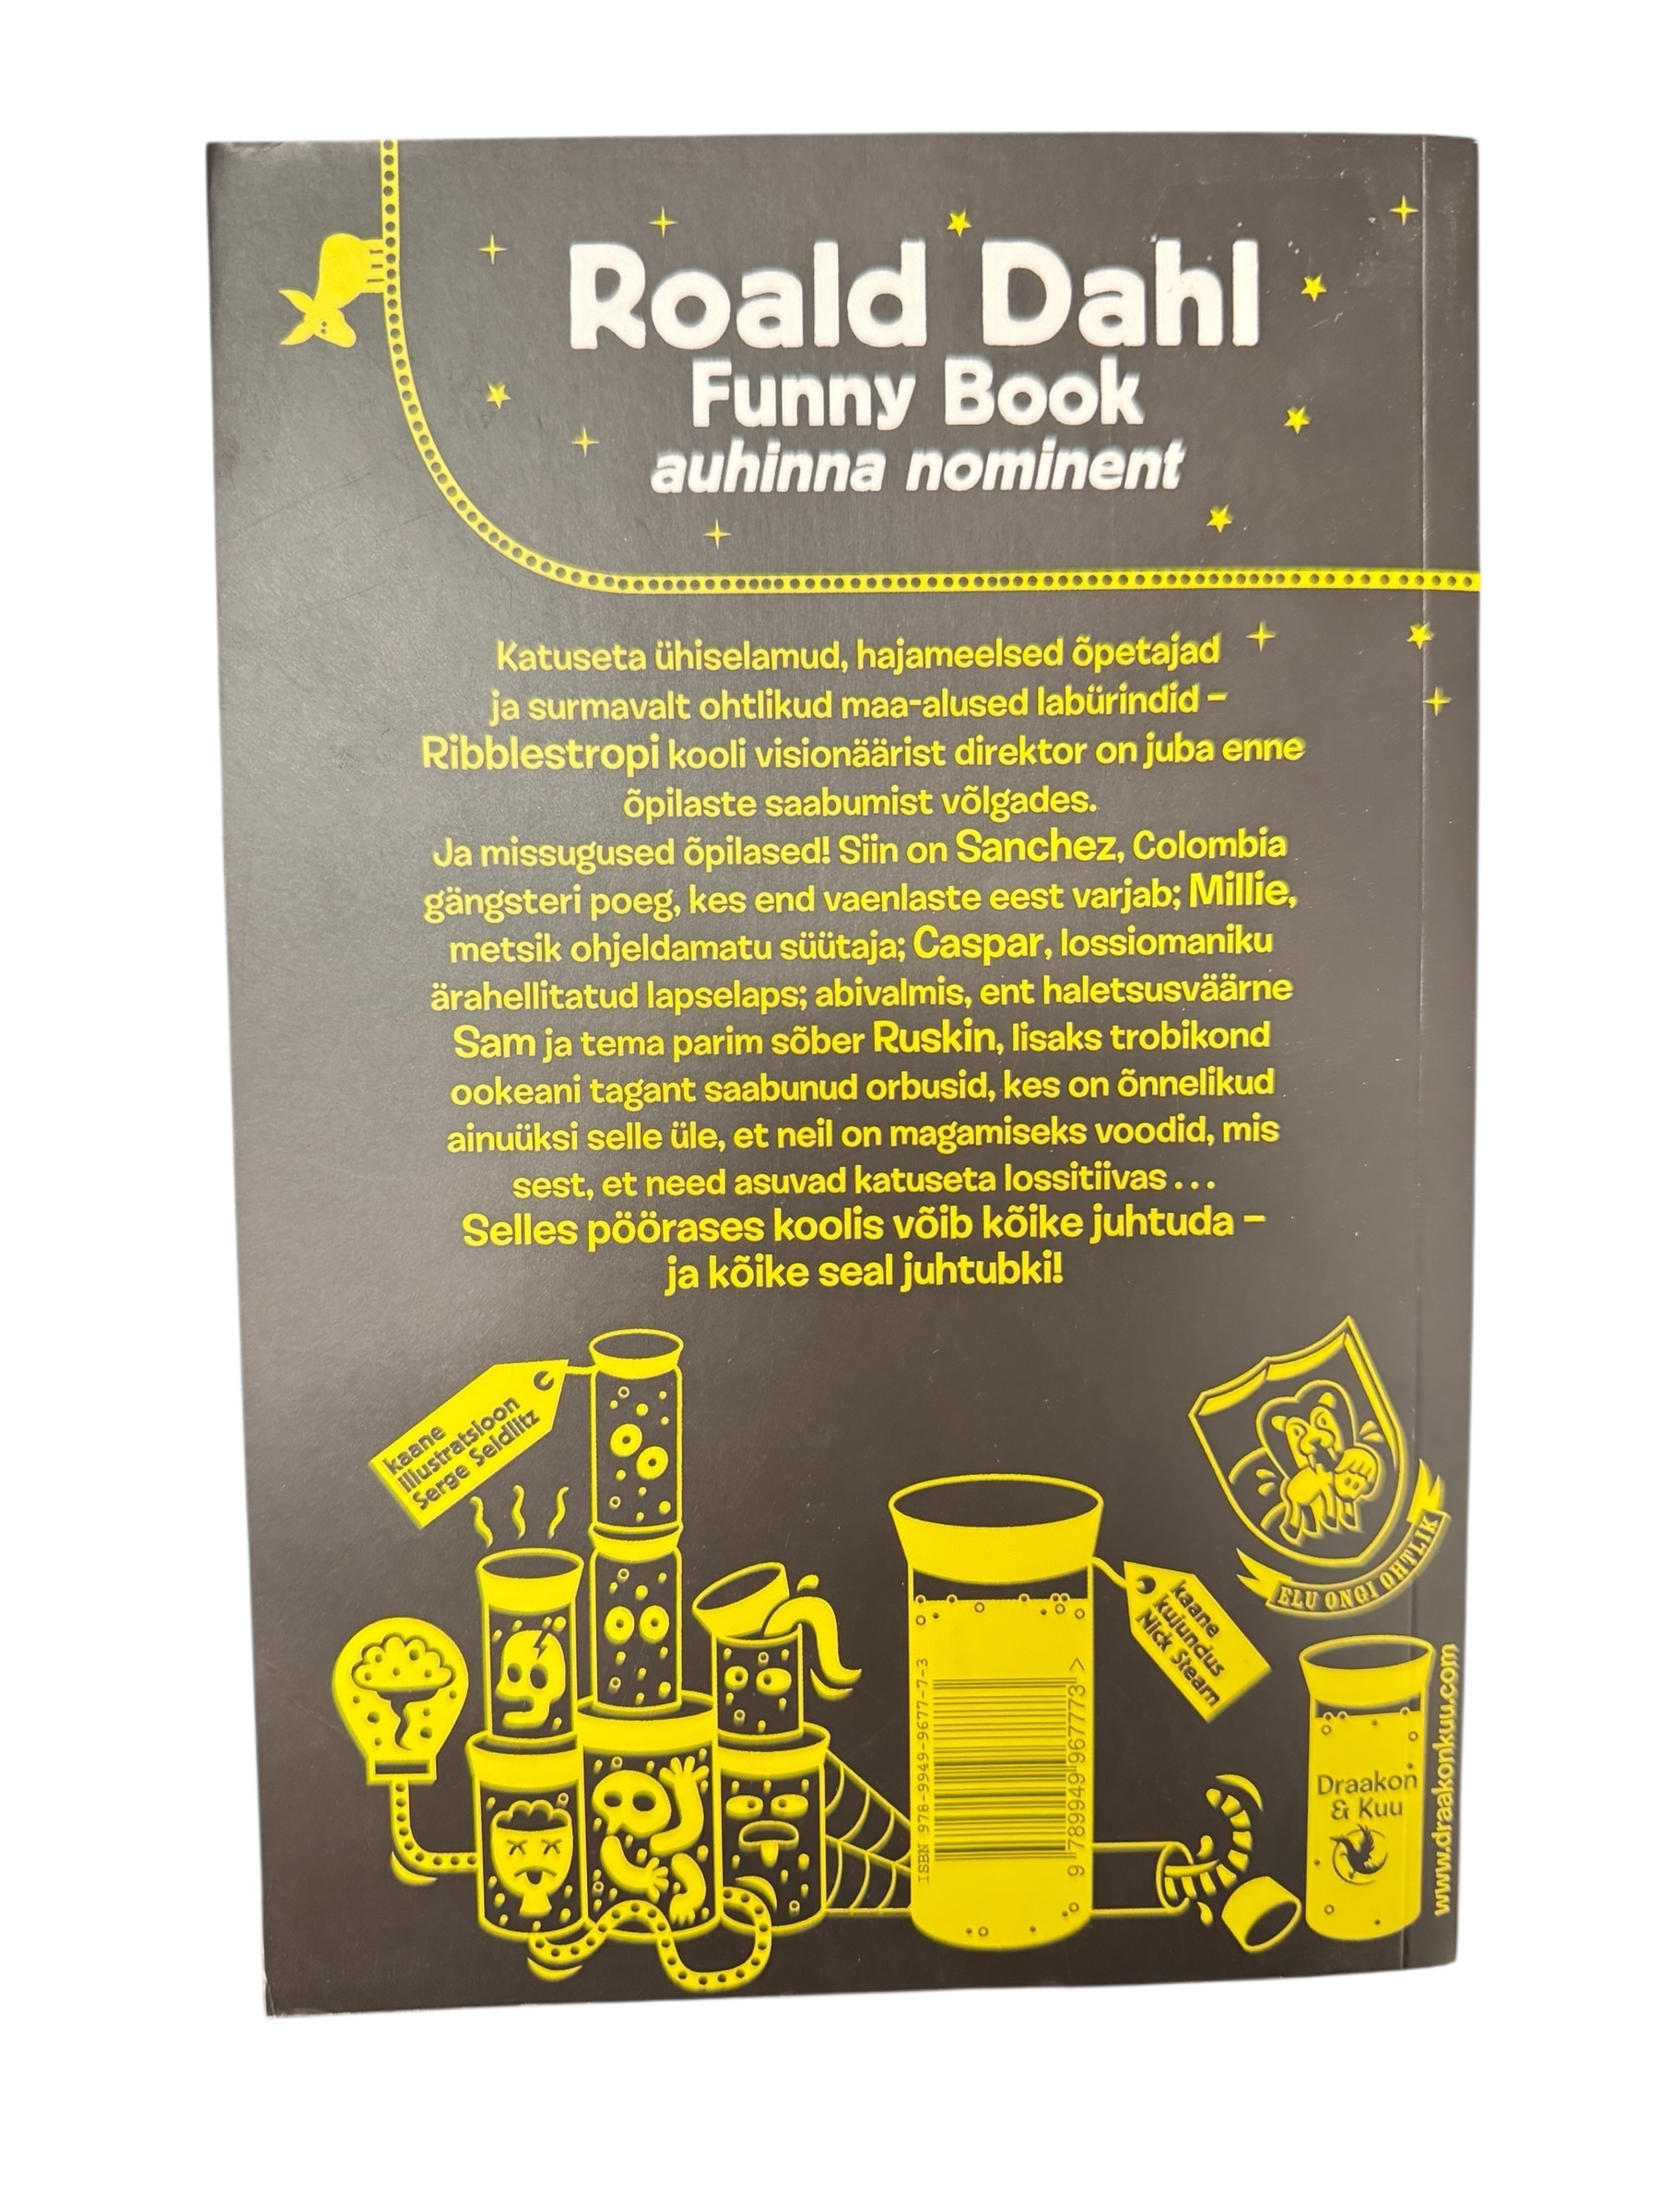 Roald Dahl
Funny Book
auhinna nominent
Katuseta ühiselamud, hajameelsed õpetajad
ja surmavalt ohtlikud maa-alused labürindid –
Ribblestropi kooli visionäärist direktor on juba enne
õpilaste saabumist võlgades.
Ja missugused õpilased! Siin on Sanchez, Colombia
gängsteri poeg, kes end vaenlaste eest varjab; Millie,
metsik ohjeldamatu süütaja; Caspar, lossiomaniku
ärahellitatud lapselaps; abivalmis, ent haletsusväärne
Sam ja tema parim sõber Ruskin, lisaks trobikond
ookeani tagant saabunud orbusid, kes on õnnelikud
ainuüksi selle üle, et neil on magamiseks voodid, mis
sest, et need asuvad katuseta lossitiivas . . .
Selles pöörases koolis võib kõike juhtuda –
ja kõike seal juhtubki!
kaane
illustratsioon
Serge Seidlitz
ELU ONGI OHTLIK
kaane
kujundus
Nick Stearn
ISBN 978-9949-9677-7-3
9 789949 967773 >
Draakon
& Kuu
www.draakonkuu.com